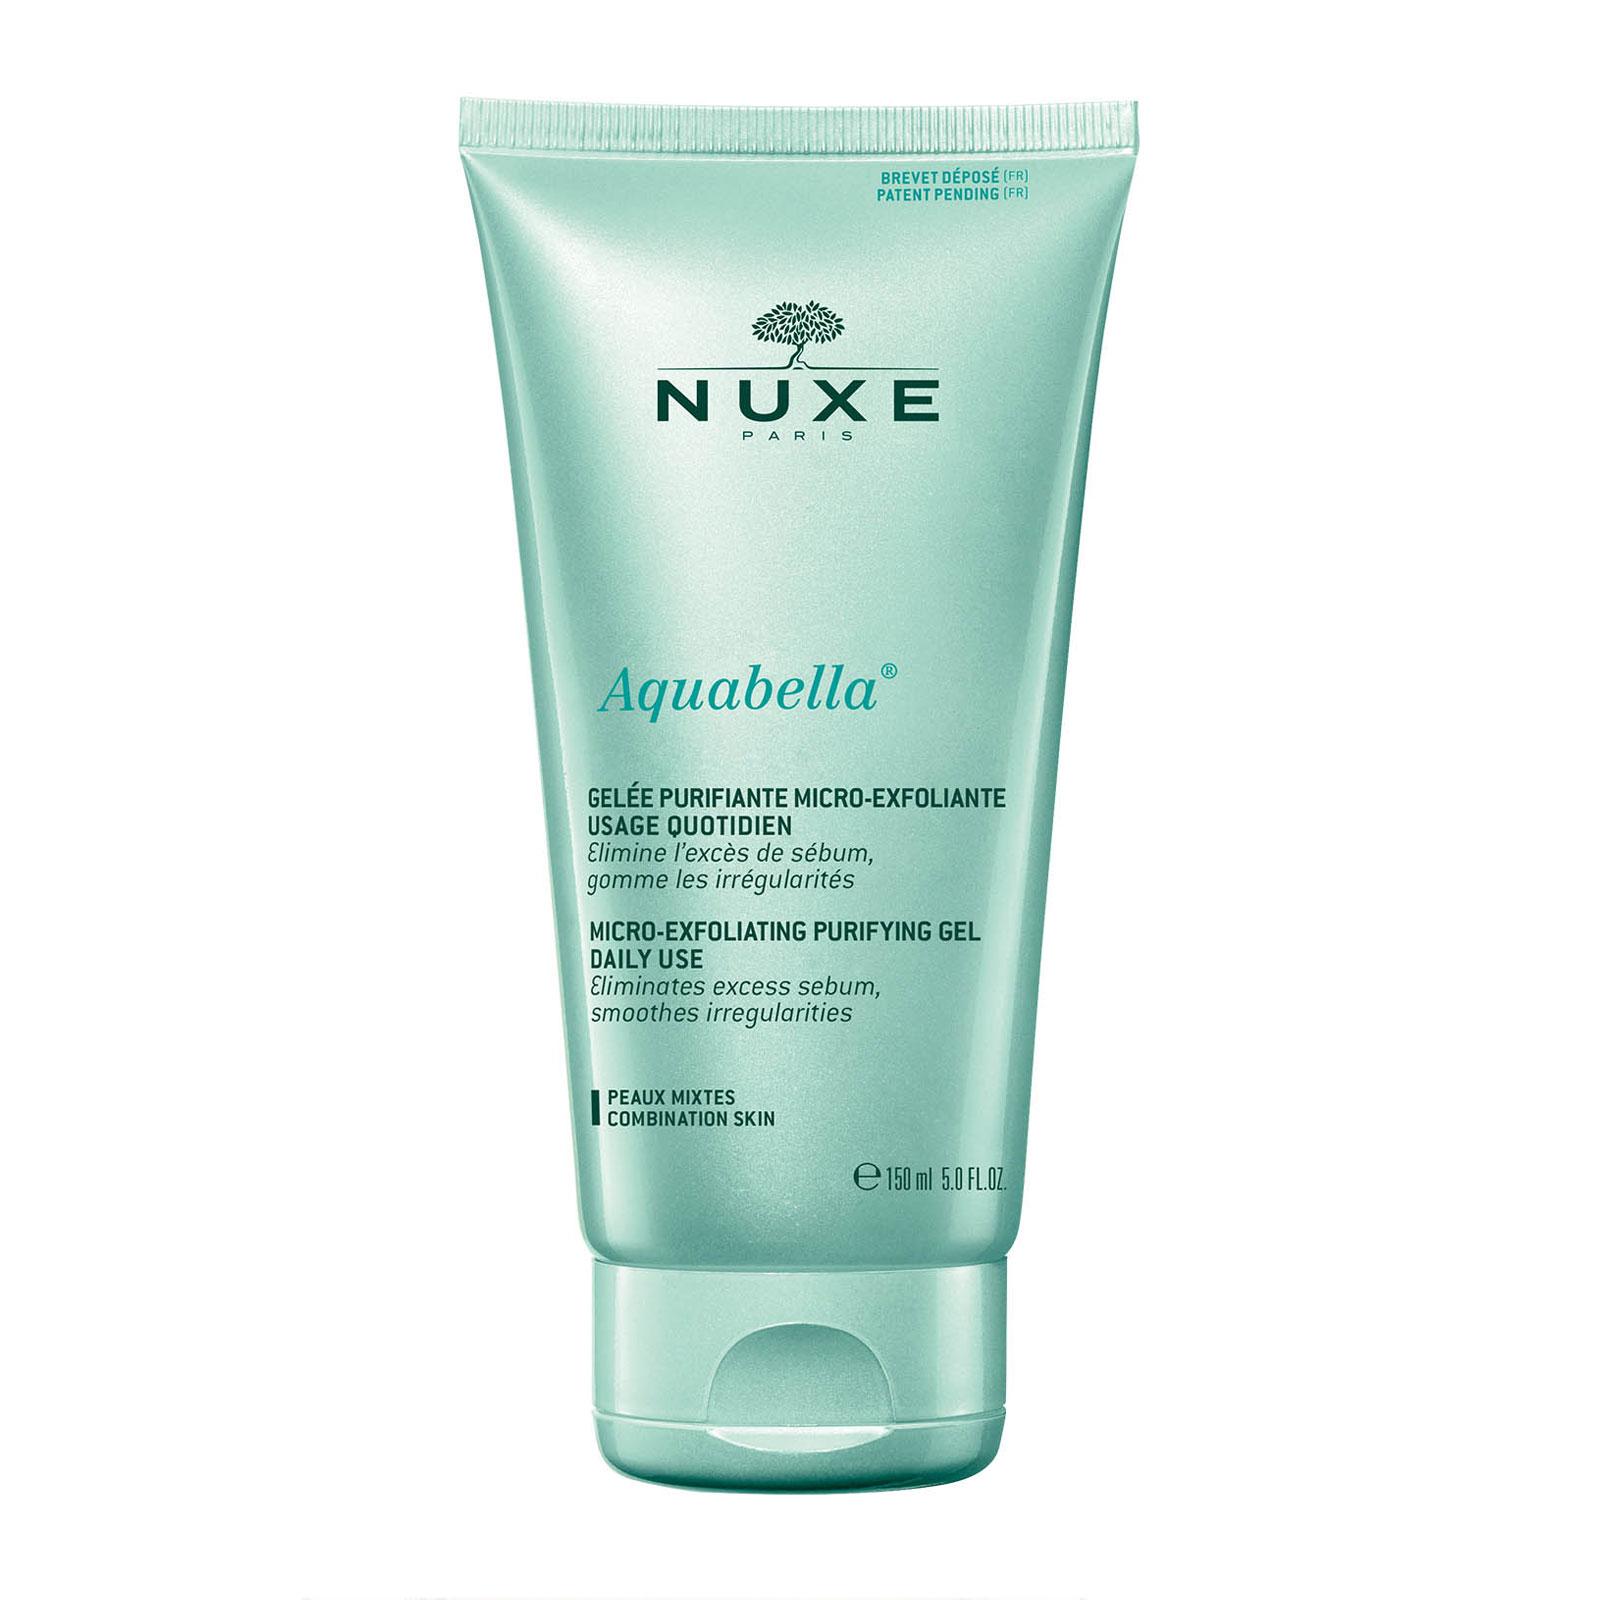 BREVET DÉPOSÉ (FR)
PATENT PENDING (FR)
NUXE
PARIS
Aquabella®
GELÉE PURIFIANTE MICRO-EXFOLIANTE
USAGE QUOTIDIEN
Elimine l'excès de sébum,
gomme les irrégularités
MICRO-EXFOLIATING PURIFYING GEL
DAILY USE
Eliminates excess sebum,
smoothes irregularities
PEAUX MIXTES
COMBINATION SKIN
℮ 150 ml 5.0 FL.OZ.